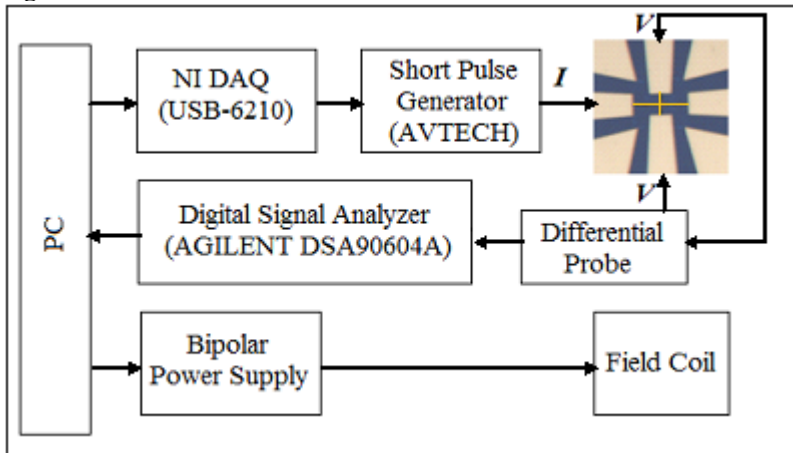 PC
NI DAQ
(USB-6210)
Short Pulse
Generator
(AVTECH)
I
V
V
Digital Signal Analyzer
(AGILENT DSA90604A)
Differential
Probe
Bipolar
Power Supply
Field Coil